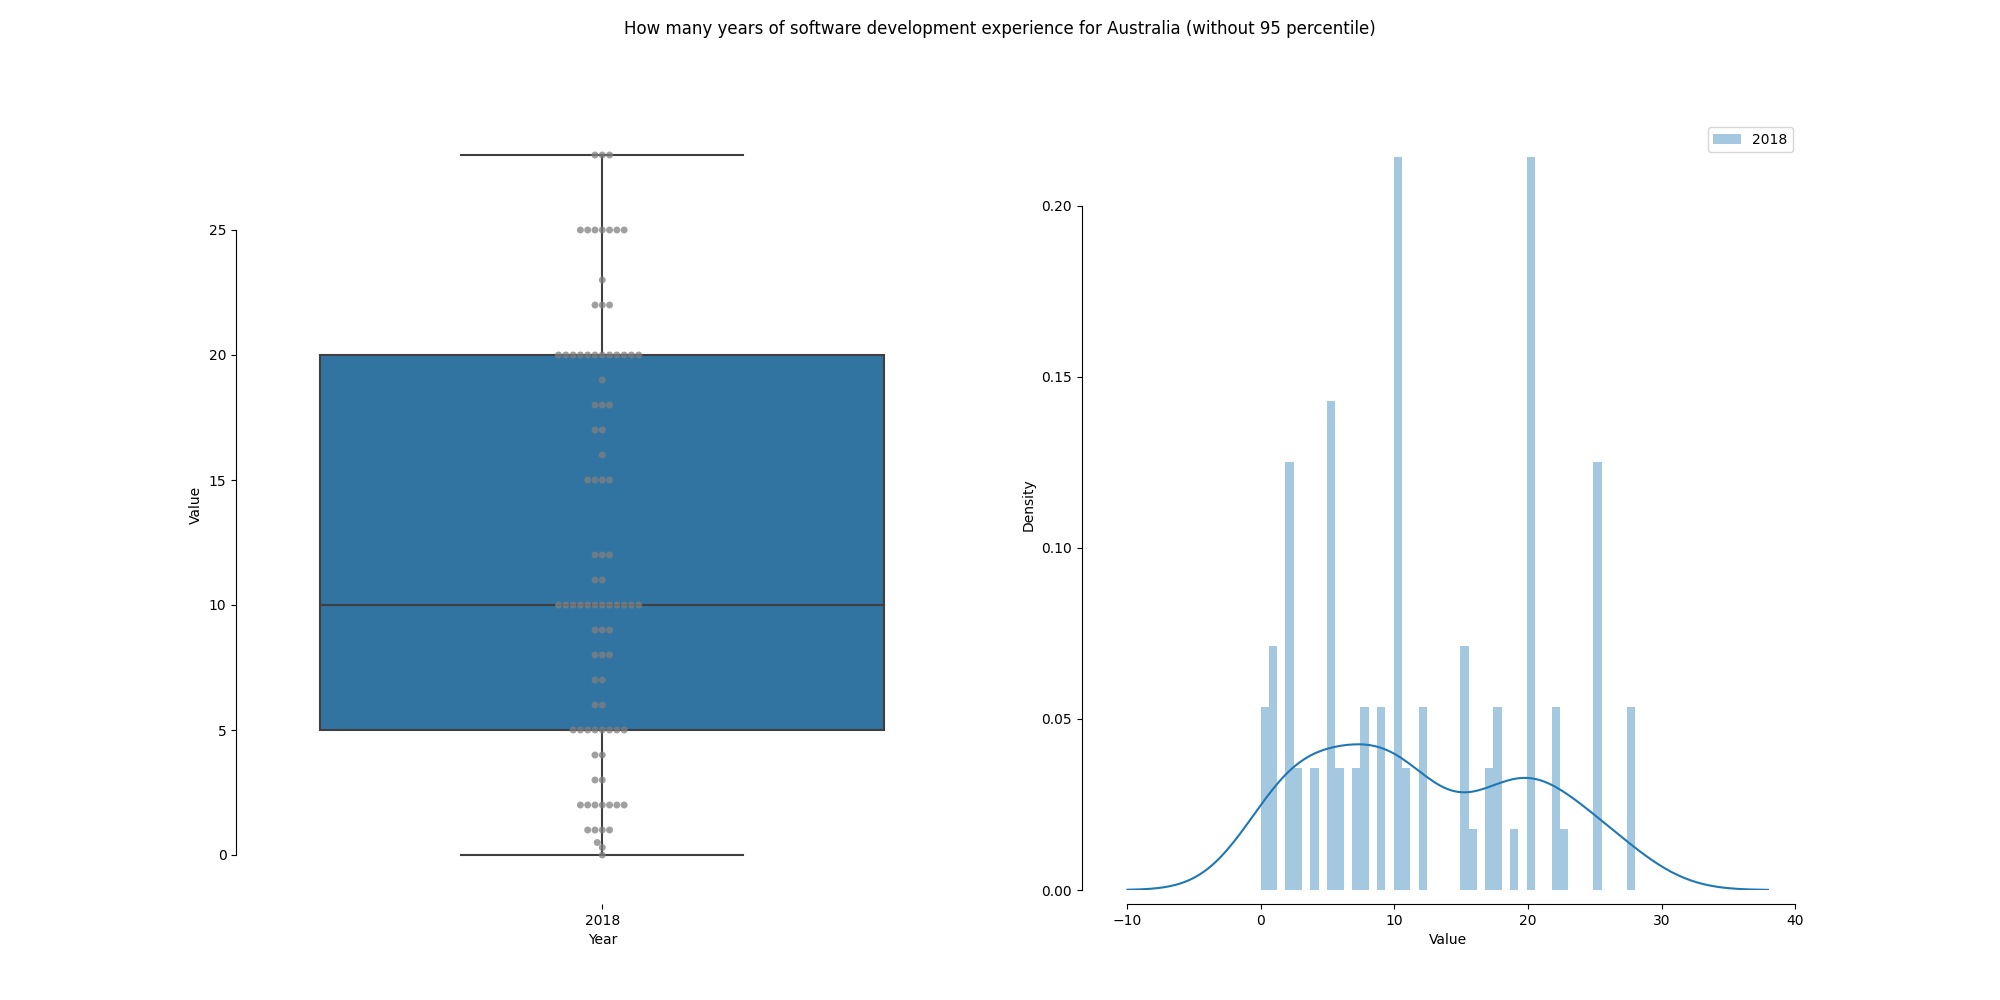 How many years of software development experience for Australia (without 95 percentile)
25
20
15
10
5
0
Value
2018
Year
2018
0.20
0.15
0.10
0.05
0.00
Density
−10 0 10 20 30 40
Value